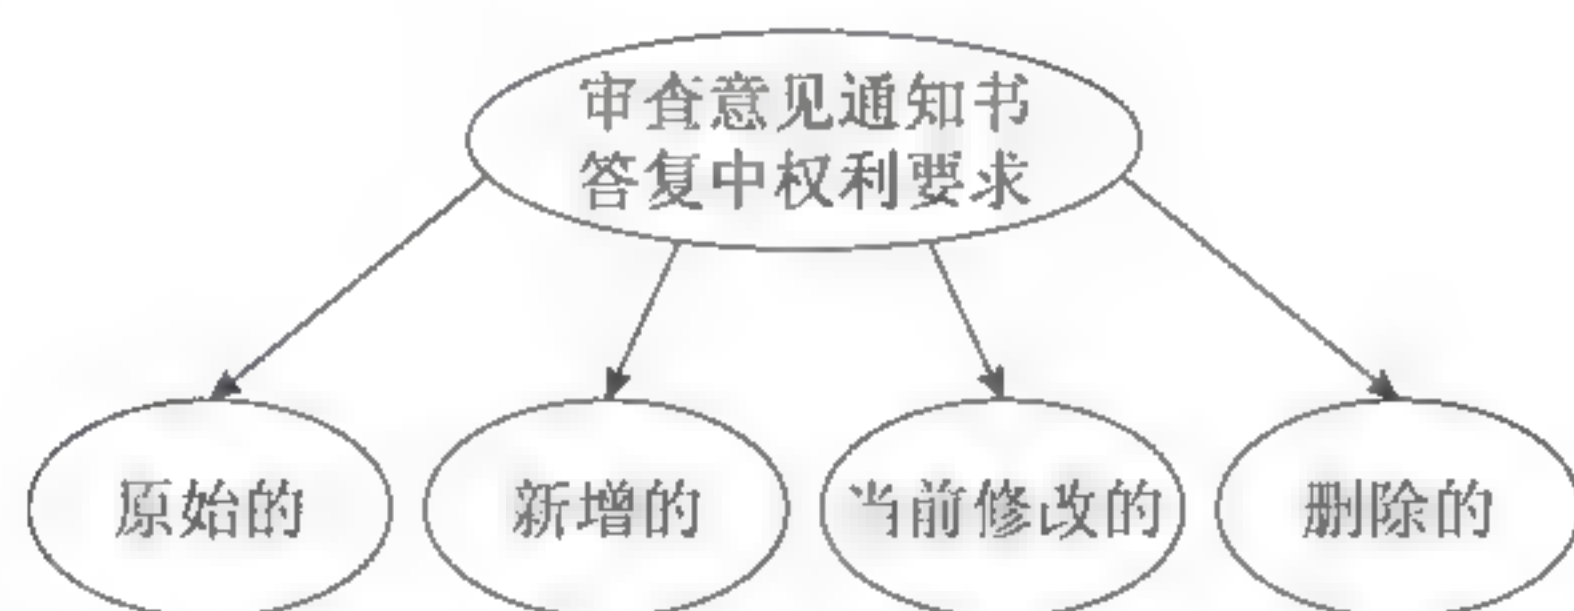 审查意见通知书
答复中权利要求
原始的
新增的
当前修改的
删除的